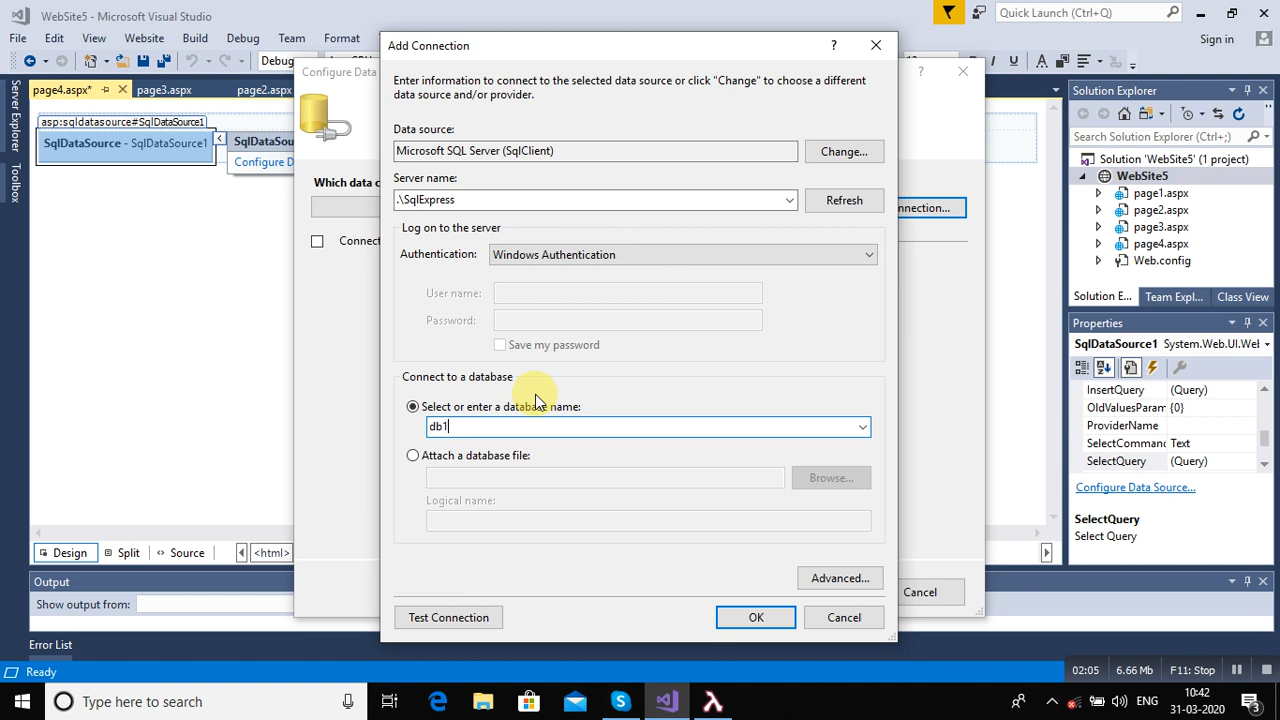 WebSite5 - Microsoft Visual Studio
Quick Launch (Ctrl+Q)
File Edit View Website Build Debug Team Format
Sign in
Debug
page4.aspx* page3.aspx page2.aspx
Server Explorer
Toolbox
asp:sqldatasource#SqlDataSource1
SqlDataSource - SqlDataSource1
SqlDataSou
Configure D
Configure Data
Which data c
Connect
nnection...
Cancel
Add Connection
Enter information to connect to the selected data source or click "Change" to choose a different
data source and/or provider.
Data source:
Microsoft SQL Server (SqlClient)
Change...
Server name:
.\SqlExpress
Refresh
Log on to the server
Authentication: Windows Authentication
User name:
Password:
Save my password
Connect to a database
Select or enter a database name:
db1
Attach a database file:
Browse...
Logical name:
Advanced...
Test Connection OK Cancel
Solution Explorer
Search Solution Explorer (Ctrl+;)
Solution 'WebSite5' (1 project)
WebSite5
page1.aspx
page2.aspx
page3.aspx
page4.aspx
Web.config
Solution E... Team Expl... Class View
Properties
SqlDataSource1 System.Web.UI.Web
InsertQuery (Query)
OldValuesParam {0}
ProviderName
SelectCommand Text
SelectQuery (Query)
Configure Data Source...
SelectQuery
Select Query
Design Split Source <html>
Output
Show output from:
Error List
Ready
02:05 6.66 Mb F11: Stop
Type here to search
ENG
10:42
31-03-2020
3